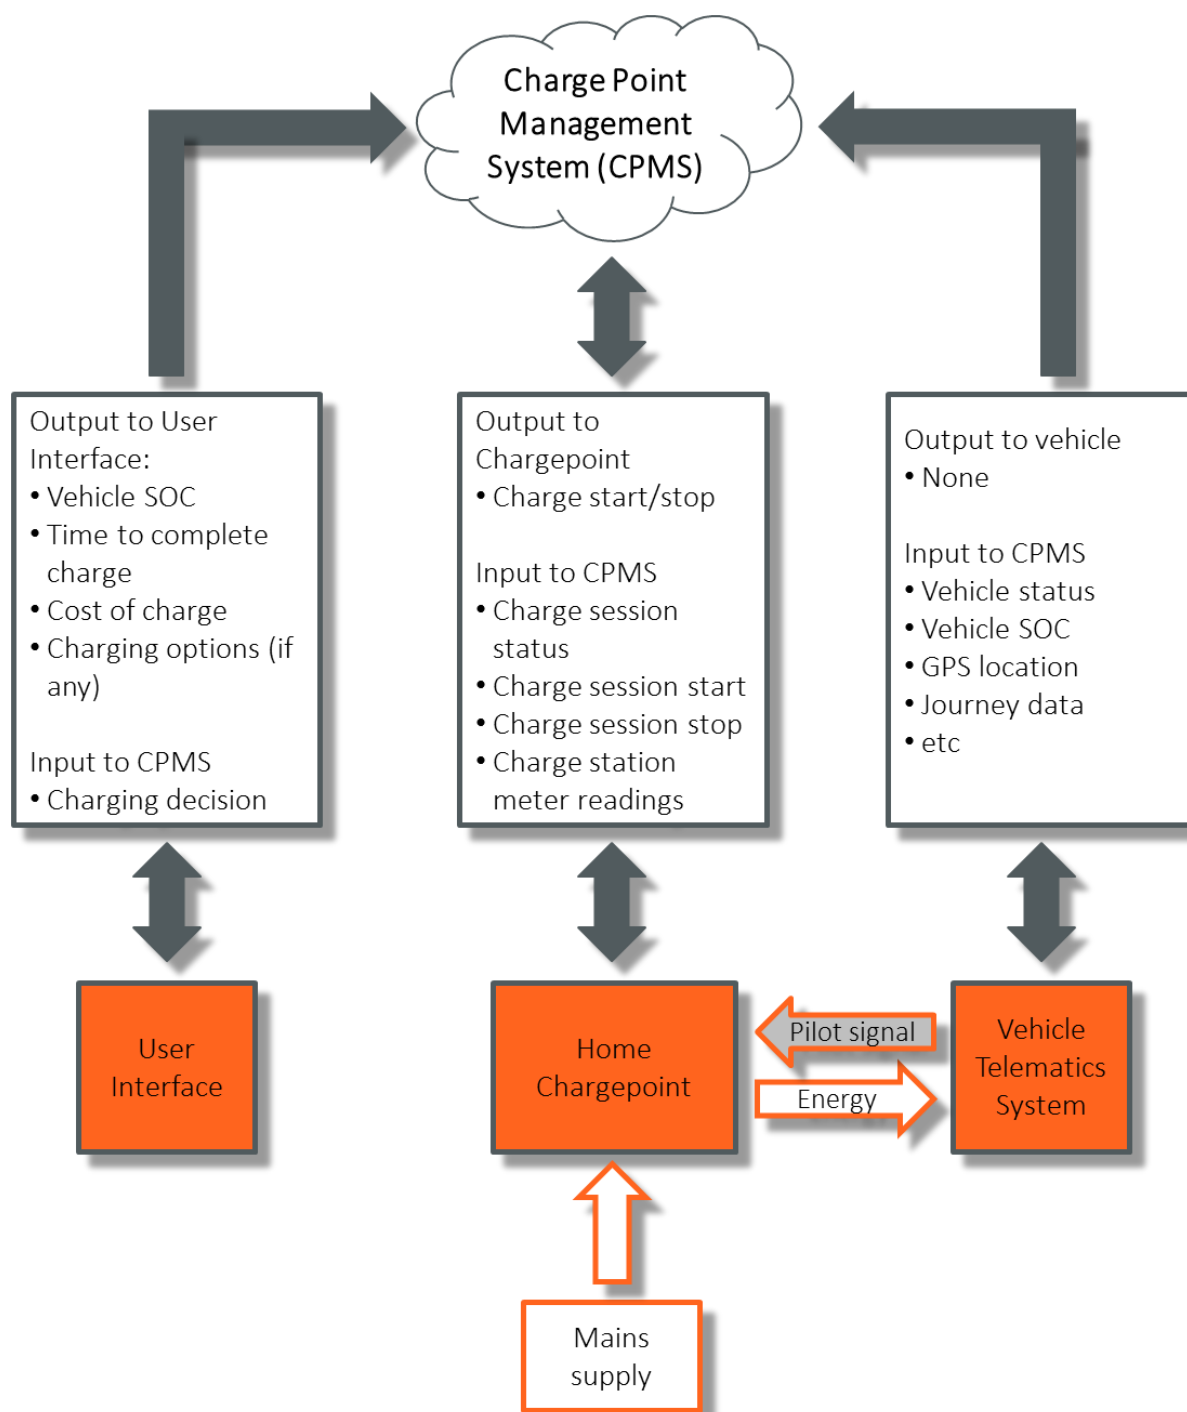 Charge Point
Management
System (CPMS)
Output to User
Interface:
• Vehicle SOC
• Time to complete
charge
• Cost of charge
• Charging options (if
any)
Input to CPMS
• Charging decision
Output to
Chargepoint
• Charge start/stop
Input to CPMS
• Charge session
status
• Charge session start
• Charge session stop
• Charge station
meter readings
Output to vehicle
• None
Input to CPMS
• Vehicle status
• Vehicle SOC
• GPS location
• Journey data
• etc
User
Interface
Home
Chargepoint
Pilot signal
Energy
Vehicle
Telematics
System
Mains
supply